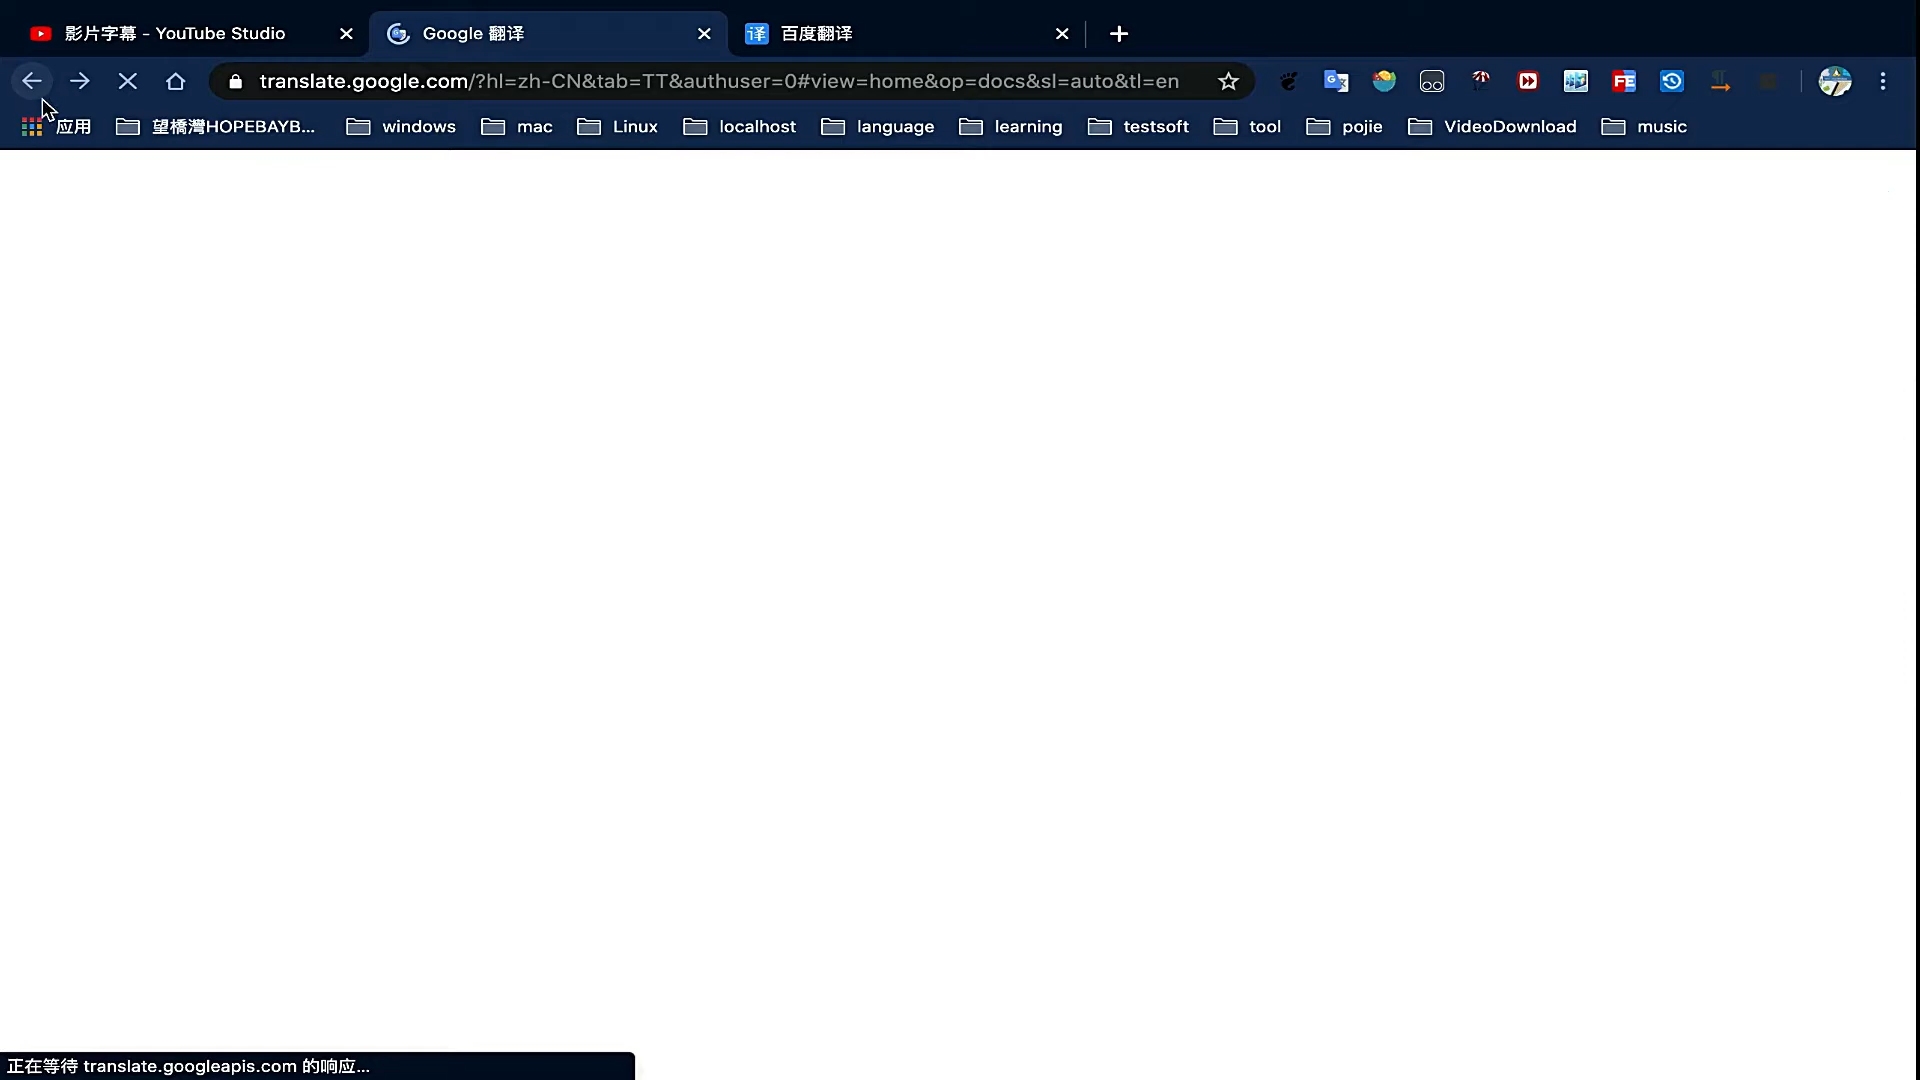 影片字幕 - YouTube Studio
Google 翻译
百度翻译
translate.google.com/?hl=zh-CN&tab=TT&authuser=0#view=home&op=docs&sl=auto&tl=en
应用
望橋灣HOPEBAYB...
windows
mac
Linux
localhost
language
learning
testsoft
tool
pojie
VideoDownload
music
正在等待 translate.googleapis.com 的响应...